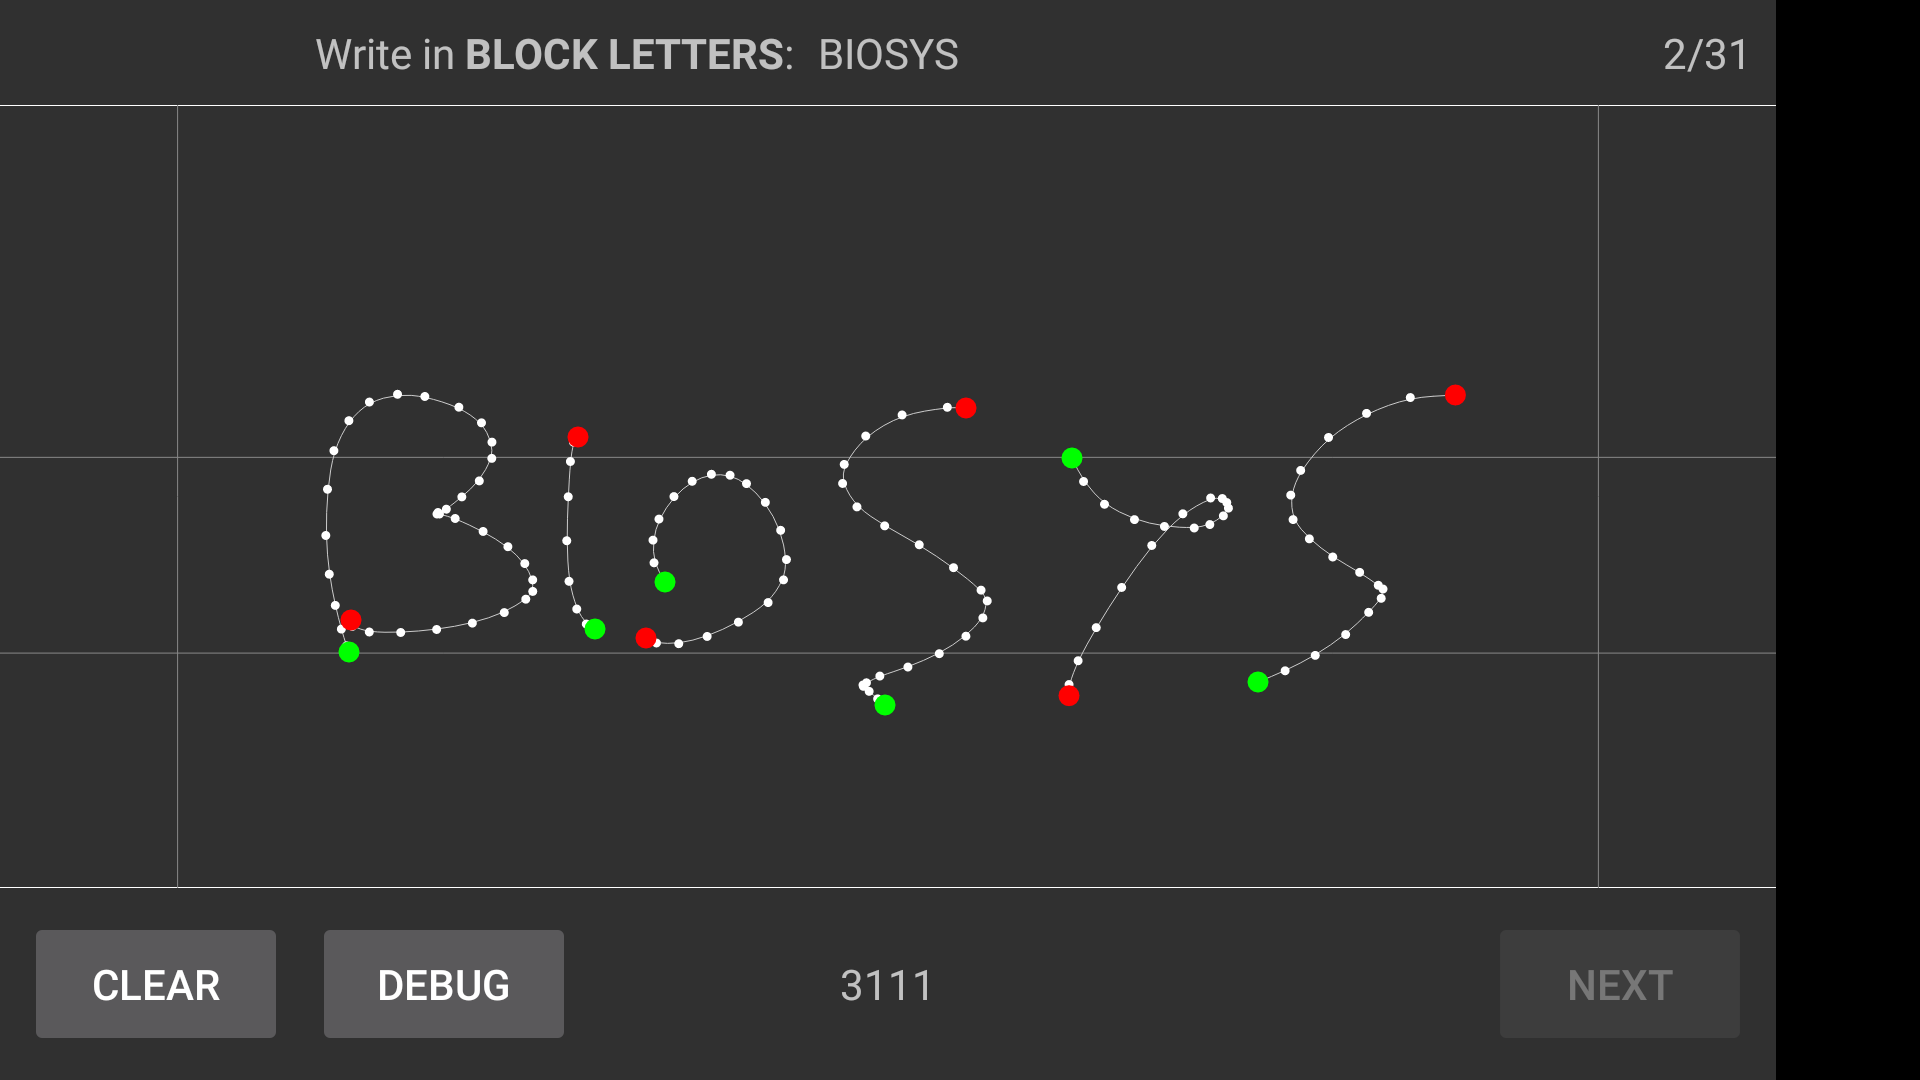 Write in BLOCK LETTERS: BIOSYS 2/31
BIOSYS
CLEAR DEBUG 3111 NEXT